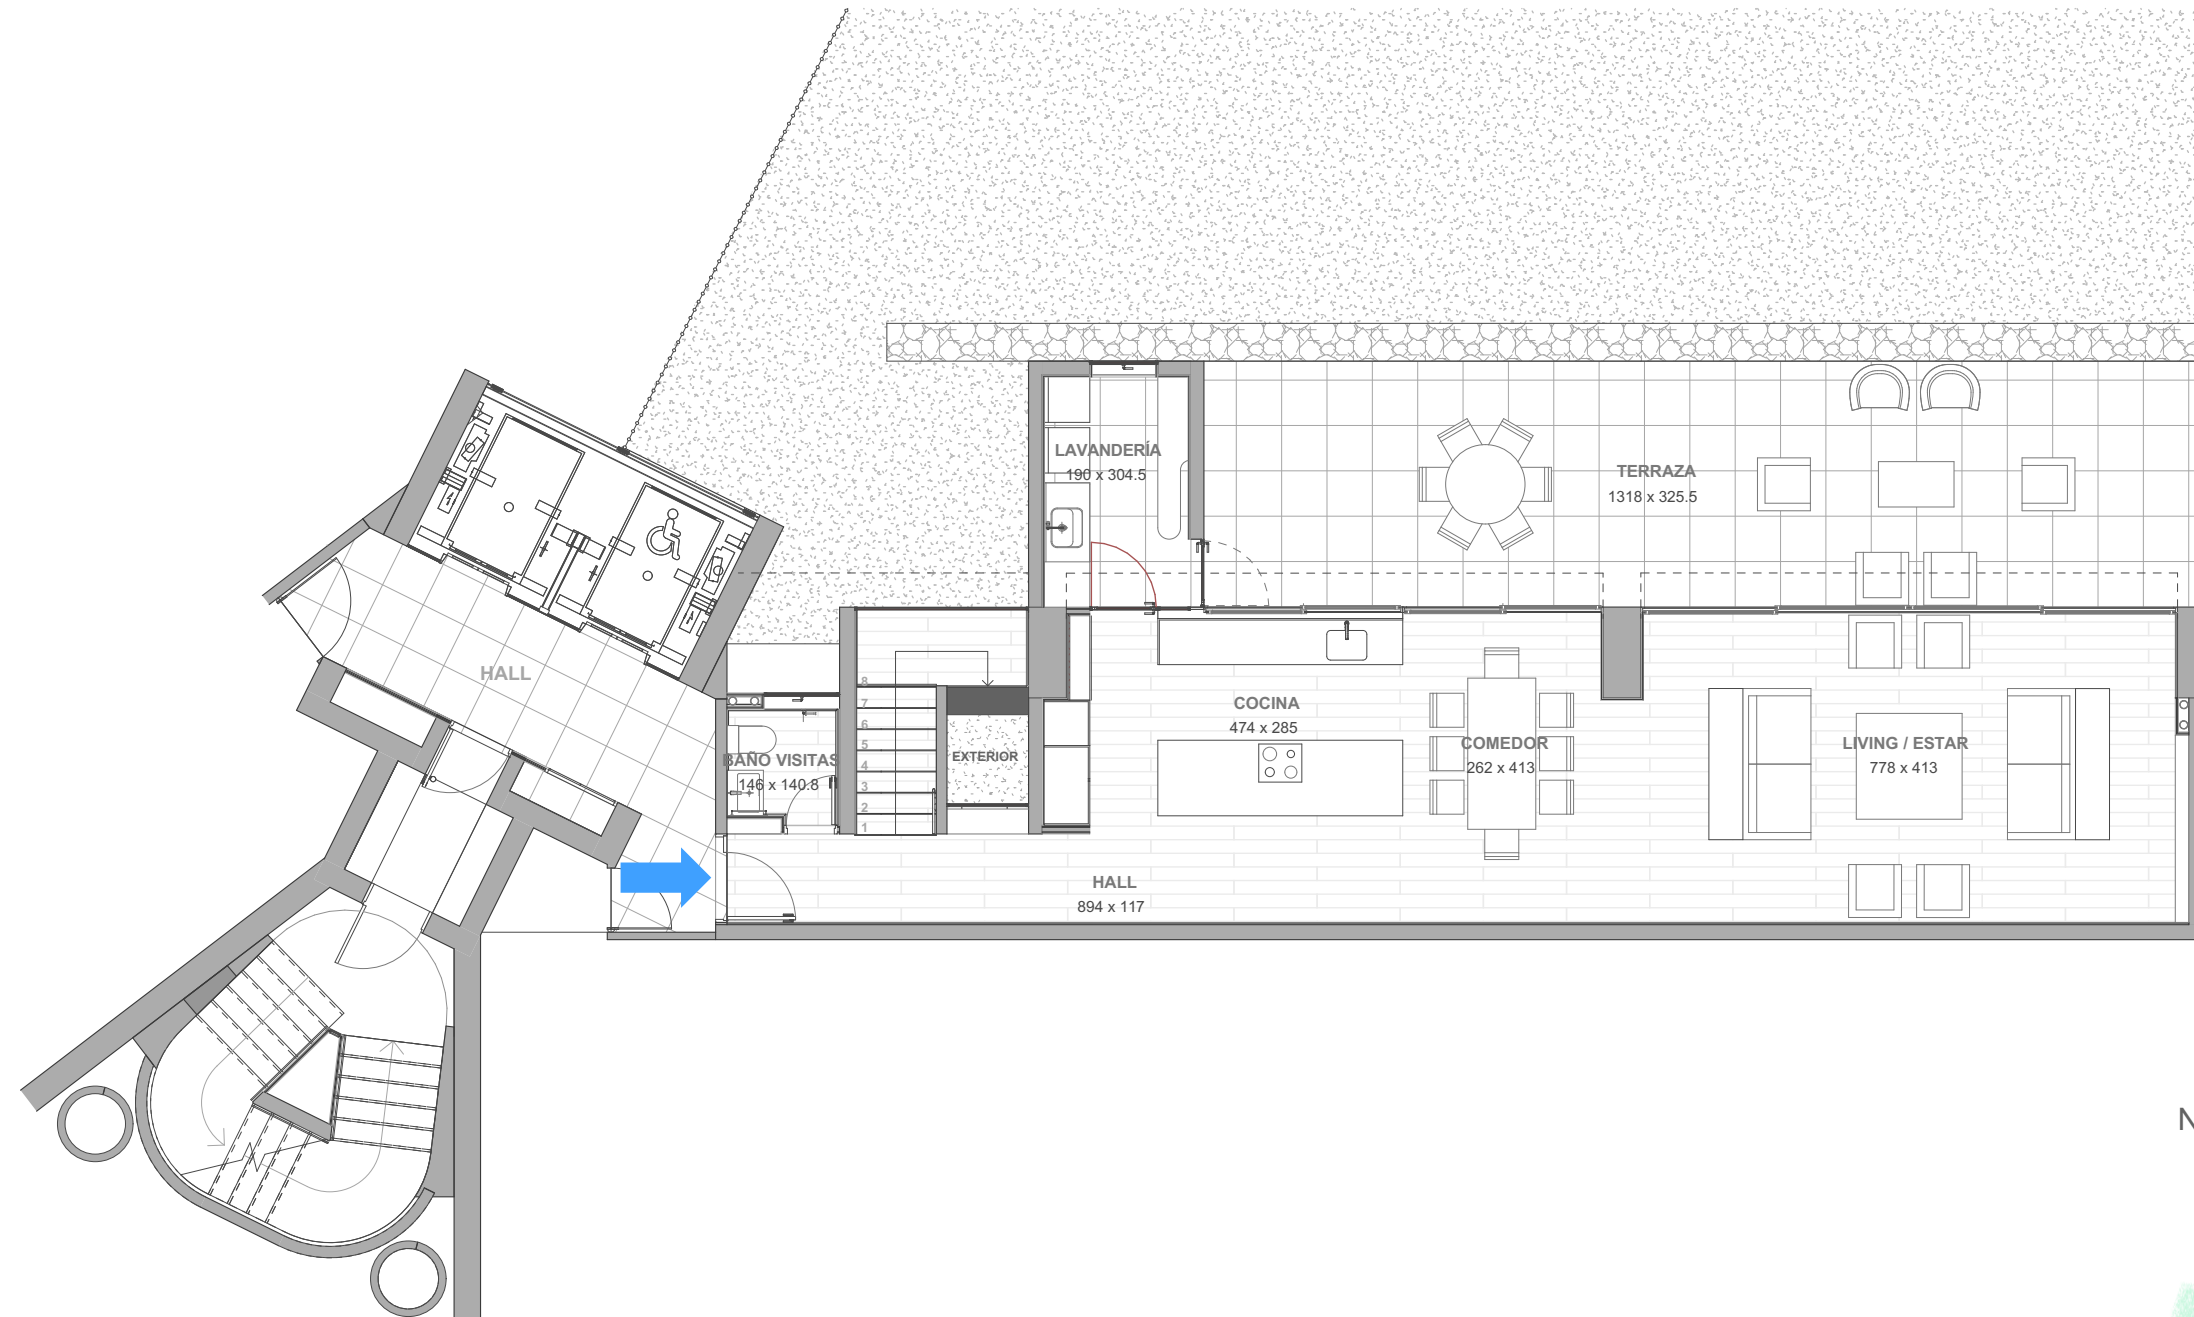 LAVANDERÍA
190 x 304.5
TERRAZA
1318 x 325.5
HALL
COCINA
474 x 285
COMEDOR
262 x 413
LIVING / ESTAR
778 x 413
BAÑO VISITAS
146 x 140.8
8
7
6
5
4
3
2
1
EXTERIOR
HALL
894 x 117
N